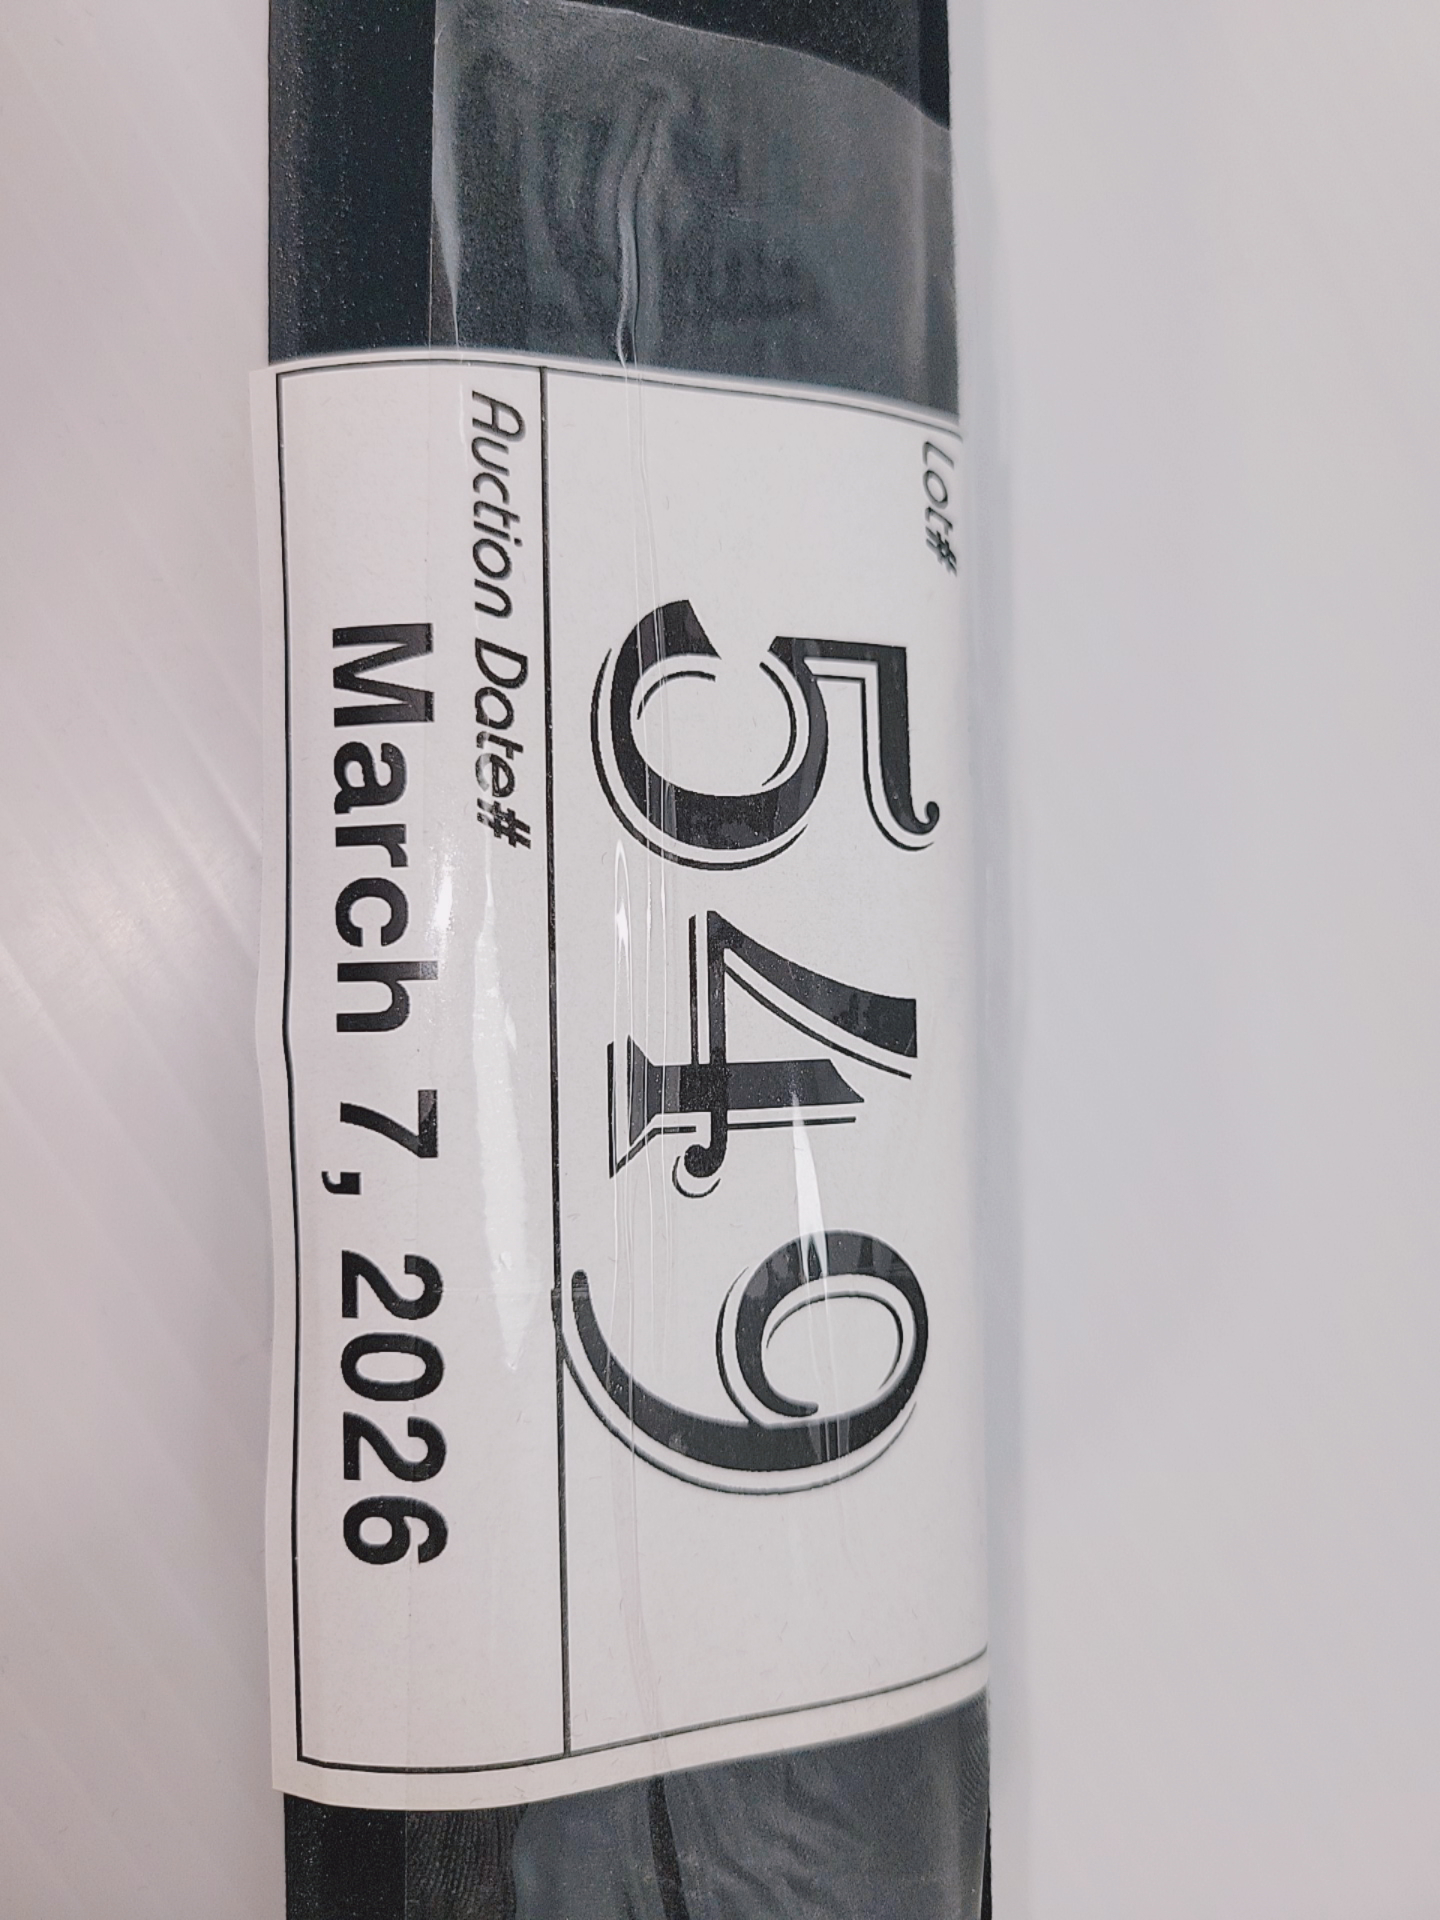 Lot#
549
Auction Date#
March 7, 2026